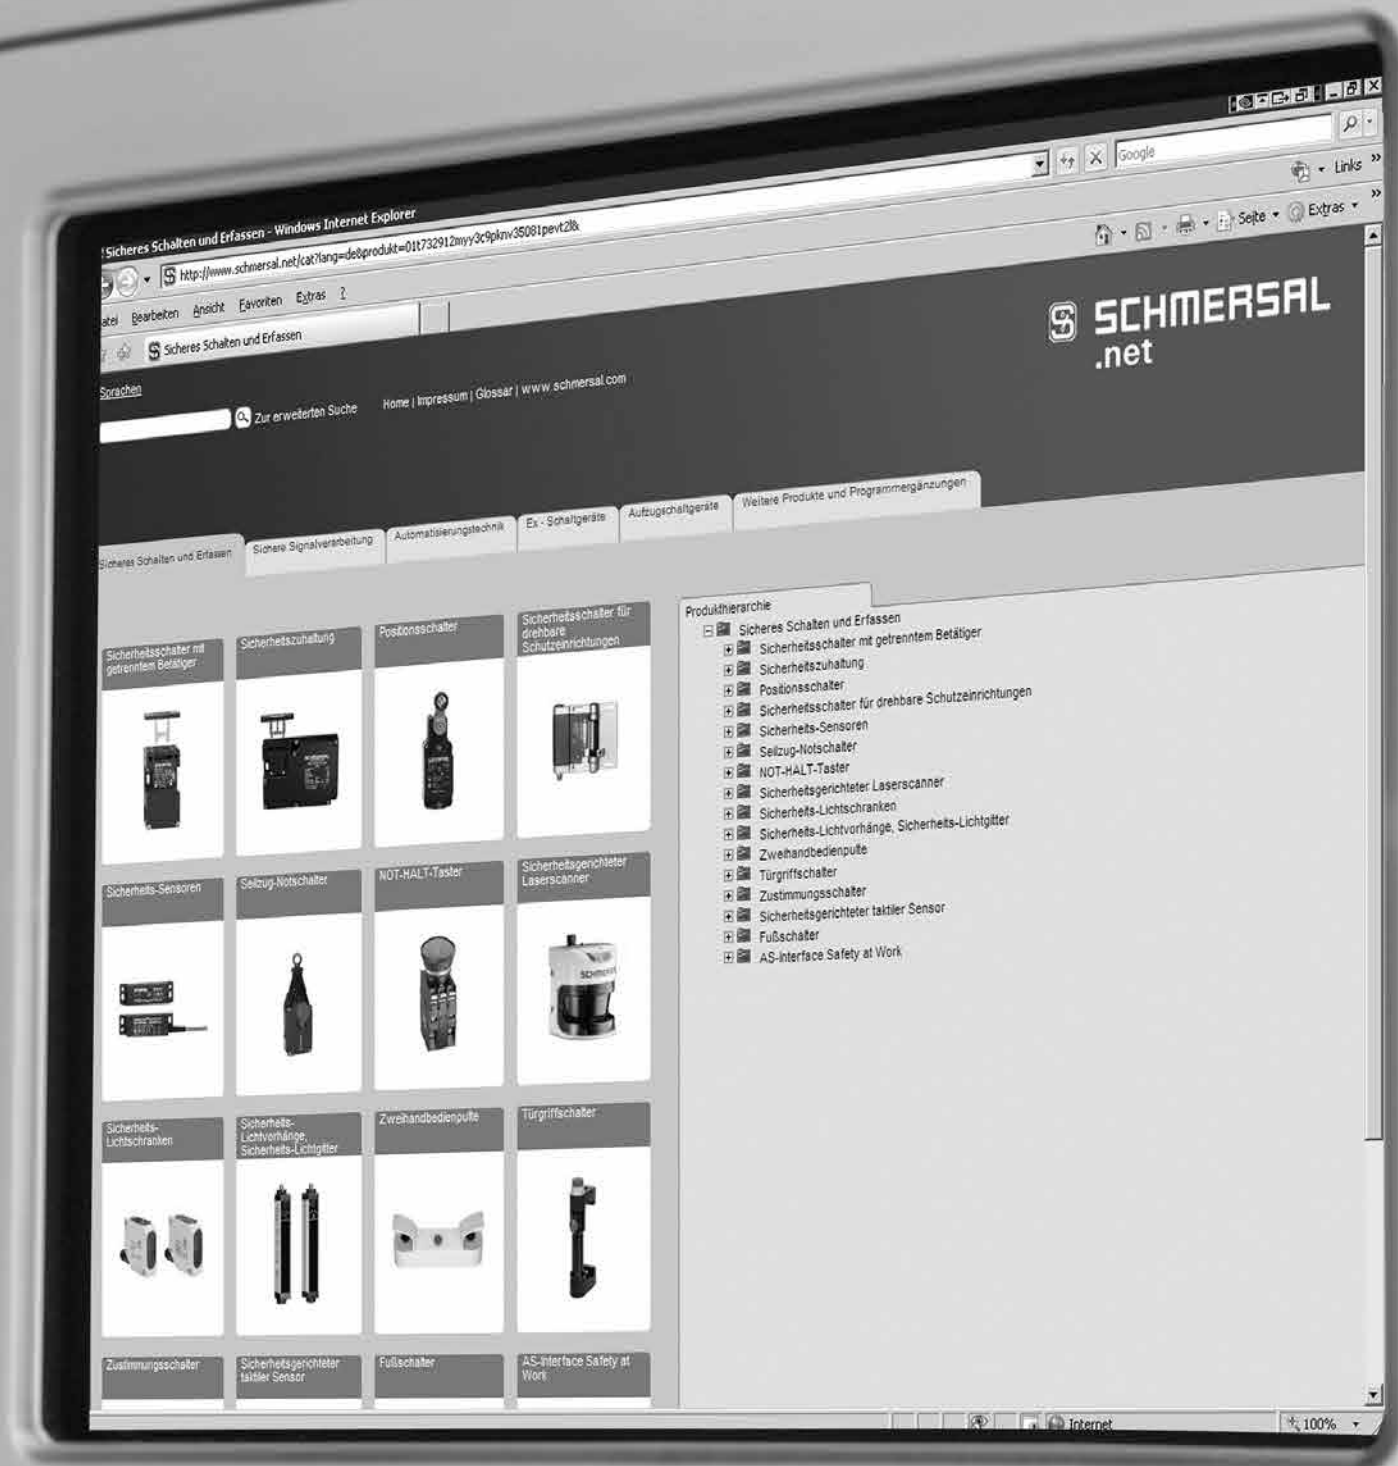 Sicheres Schalten und Erfassen - Windows Internet Explorer
http://www.schmersal.net/cat?lang=de&produkt=01t732912myy3c9pknv35081pevt2l&
Google
Links
atei Bearbeiten Ansicht Favoriten Extras ?
Seite Extras
Sicheres Schalten und Erfassen
SCHMERSAL
.net
Sprachen
Zur erweiterten Suche
Home | Impressum | Glossar | www.schmersal.com
Sicheres Schalten und Erfassen
Sichere Signalverarbeitung
Automatisierungstechnik
Ex - Schaltgeräte
Aufzugschaltgeräte
Weitere Produkte und Programmergänzungen
Sicherheitsschalter mit
getrenntem Betätiger
Sicherheitszuhaltung
Positionsschalter
Sicherheitsschalter für
drehbare
Schutzeinrichtungen
SCHMERSAL
Sicherheits-Sensoren
Seilzug-Notschalter
NOT-HALT-Taster
Sicherheitsgerichteter
Laserscanner
SCHMERSAL
Sicherheits-
Lichtschranken
Sicherheits-
Lichtvorhänge,
Sicherheits-Lichtgitter
Zweihandbedienpulte
Türgriffschalter
Zustimmungsschalter
Sicherheitsgerichteter
taktiler Sensor
Fußschalter
AS-Interface Safety at
Work
Produkthierarchie
Sicheres Schalten und Erfassen
Sicherheitsschalter mit getrenntem Betätiger
Sicherheitszuhaltung
Positionsschalter
Sicherheitsschalter für drehbare Schutzeinrichtungen
Sicherheits-Sensoren
Seilzug-Notschalter
NOT-HALT-Taster
Sicherheitsgerichteter Laserscanner
Sicherheits-Lichtschranken
Sicherheits-Lichtvorhänge, Sicherheits-Lichtgitter
Zweihandbedienpulte
Türgriffschalter
Zustimmungsschalter
Sicherheitsgerichteter taktiler Sensor
Fußschalter
AS-Interface Safety at Work
Internet
100%